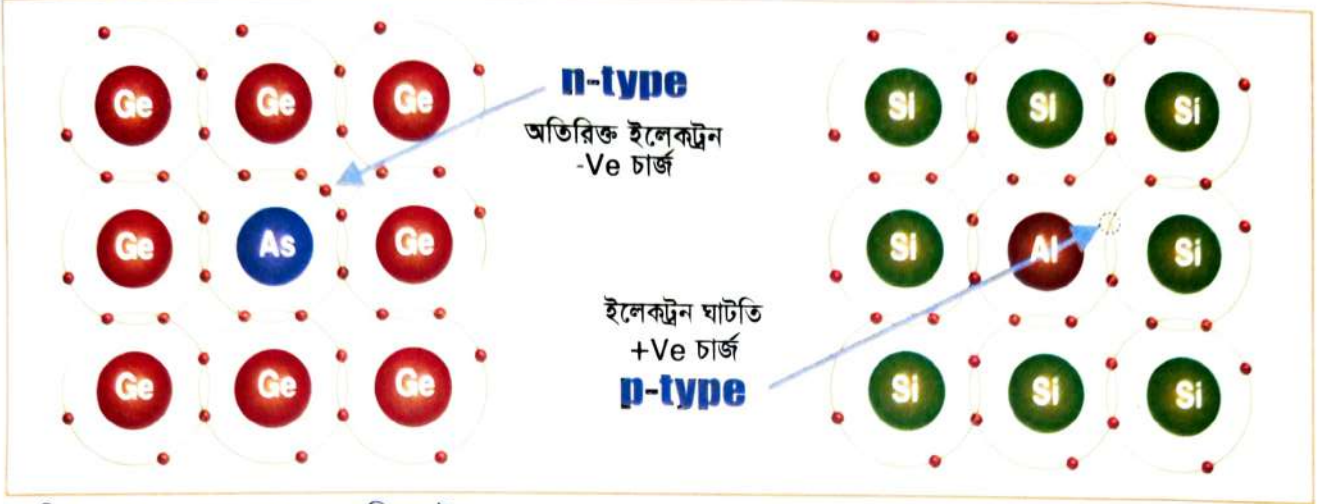 Ge Ge Ge
Ge As Ge
Ge Ge Ge
n-type
অতিরিক্ত ইলেকট্রন
-Ve চার্জ
ইলেকট্রন ঘাটতি
+Ve চার্জ
p-type
Si Si Si
Si Al Si
Si Si Si